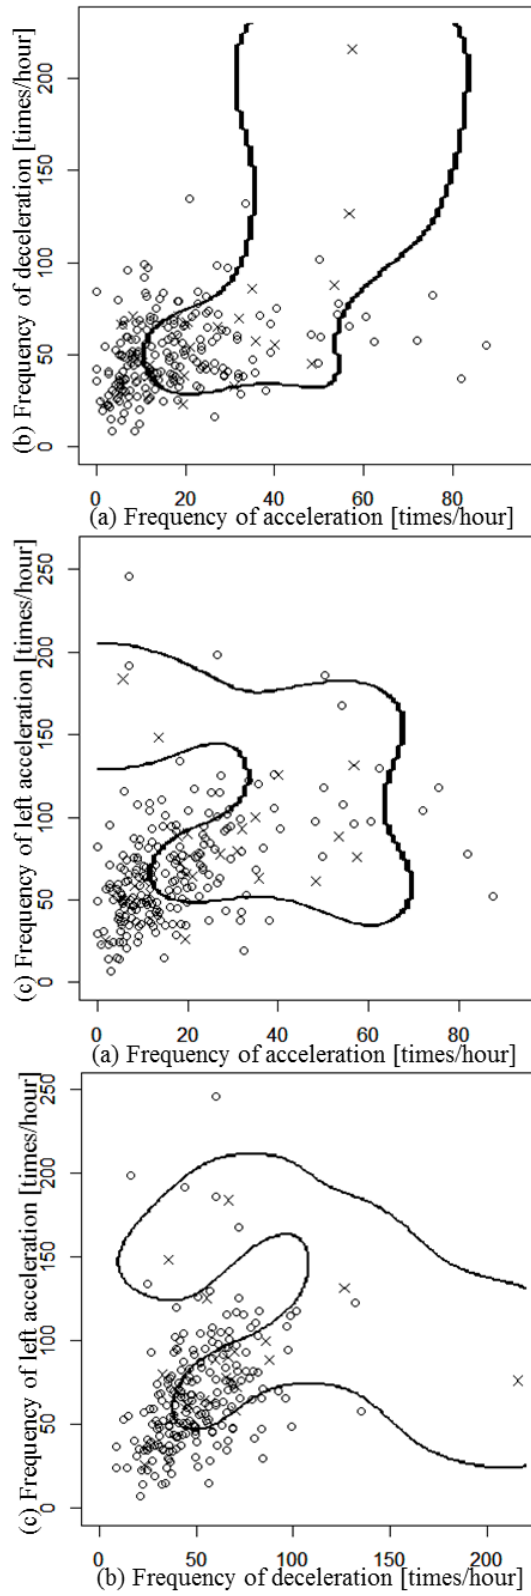 (b) Frequency of deceleration [times/hour]
200
150
100
50
0
0 20 40 60 80
(a) Frequency of acceleration [times/hour]
(c) Frequency of left acceleration [times/hour]
250
200
150
100
50
0
0 20 40 60 80
(a) Frequency of acceleration [times/hour]
(c) Frequency of left acceleration [times/hour]
250
200
150
100
50
0
0 50 100 150 200
(b) Frequency of deceleration [times/hour]